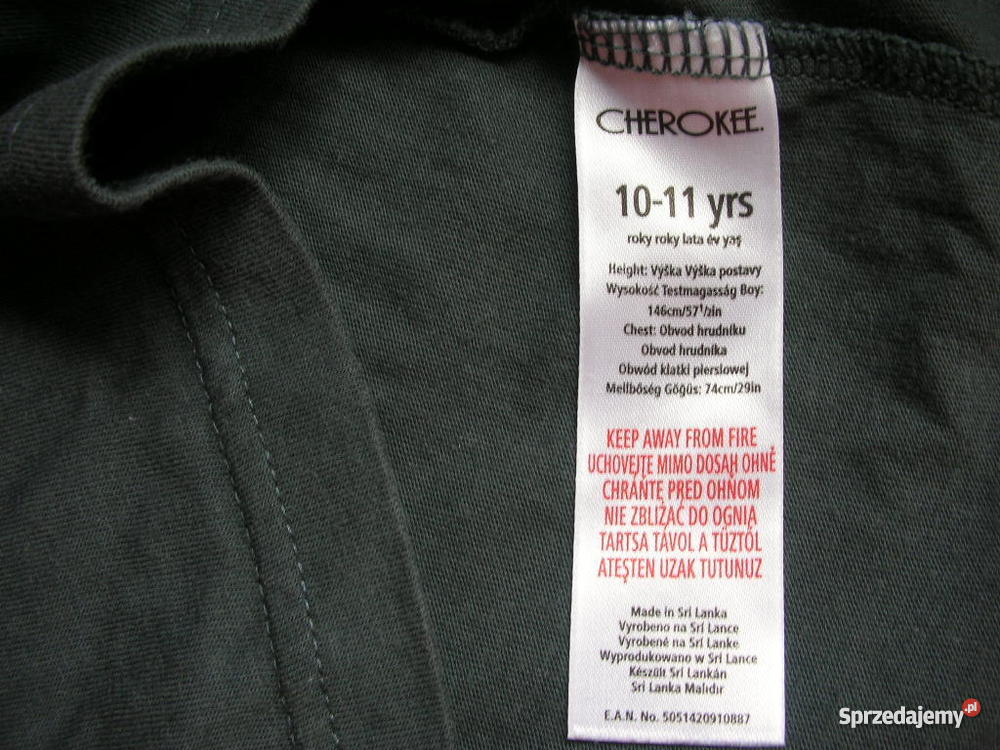 CHEROKEE.
10-11 yrs
roky roky lata év yaş
Height: Výška Výška postavy
Wysokość Testmagasság Boy:
146cm/57½in
Chest: Obvod hrudníku
Obvod hrudníka
Obwód klatki piersiowej
Mellbőség Göğüs: 74cm/29in
KEEP AWAY FROM FIRE
UCHOVEJTE MIMO DOSAH OHNĚ
CHRÁŇTE PRED OHŇOM
NIE ZBLIŻAĆ DO OGNIA
TARTSA TÁVOL A TŰZTŐL
ATEŞTEN UZAK TUTUNUZ
Made in Sri Lanka
Vyrobeno na Srí Lance
Vyrobené na Srí Lanke
Wyprodukowano w Sri Lance
Készült Srí Lankán
Sri Lanka Malıdır
E.A.N. No. 5051420910887
Sprzedajemy.pl